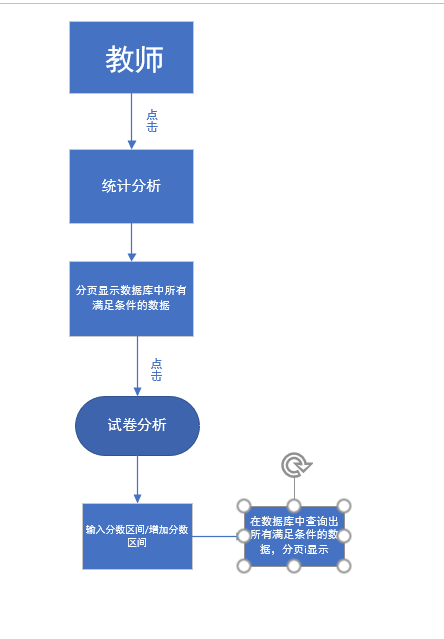 教师
点
击
统计分析
分页显示数据库中所有
满足条件的数据
点
击
试卷分析
输入分数区间/增加分数
区间
在数据库中查询出
所有满足条件的数
据，分页i显示